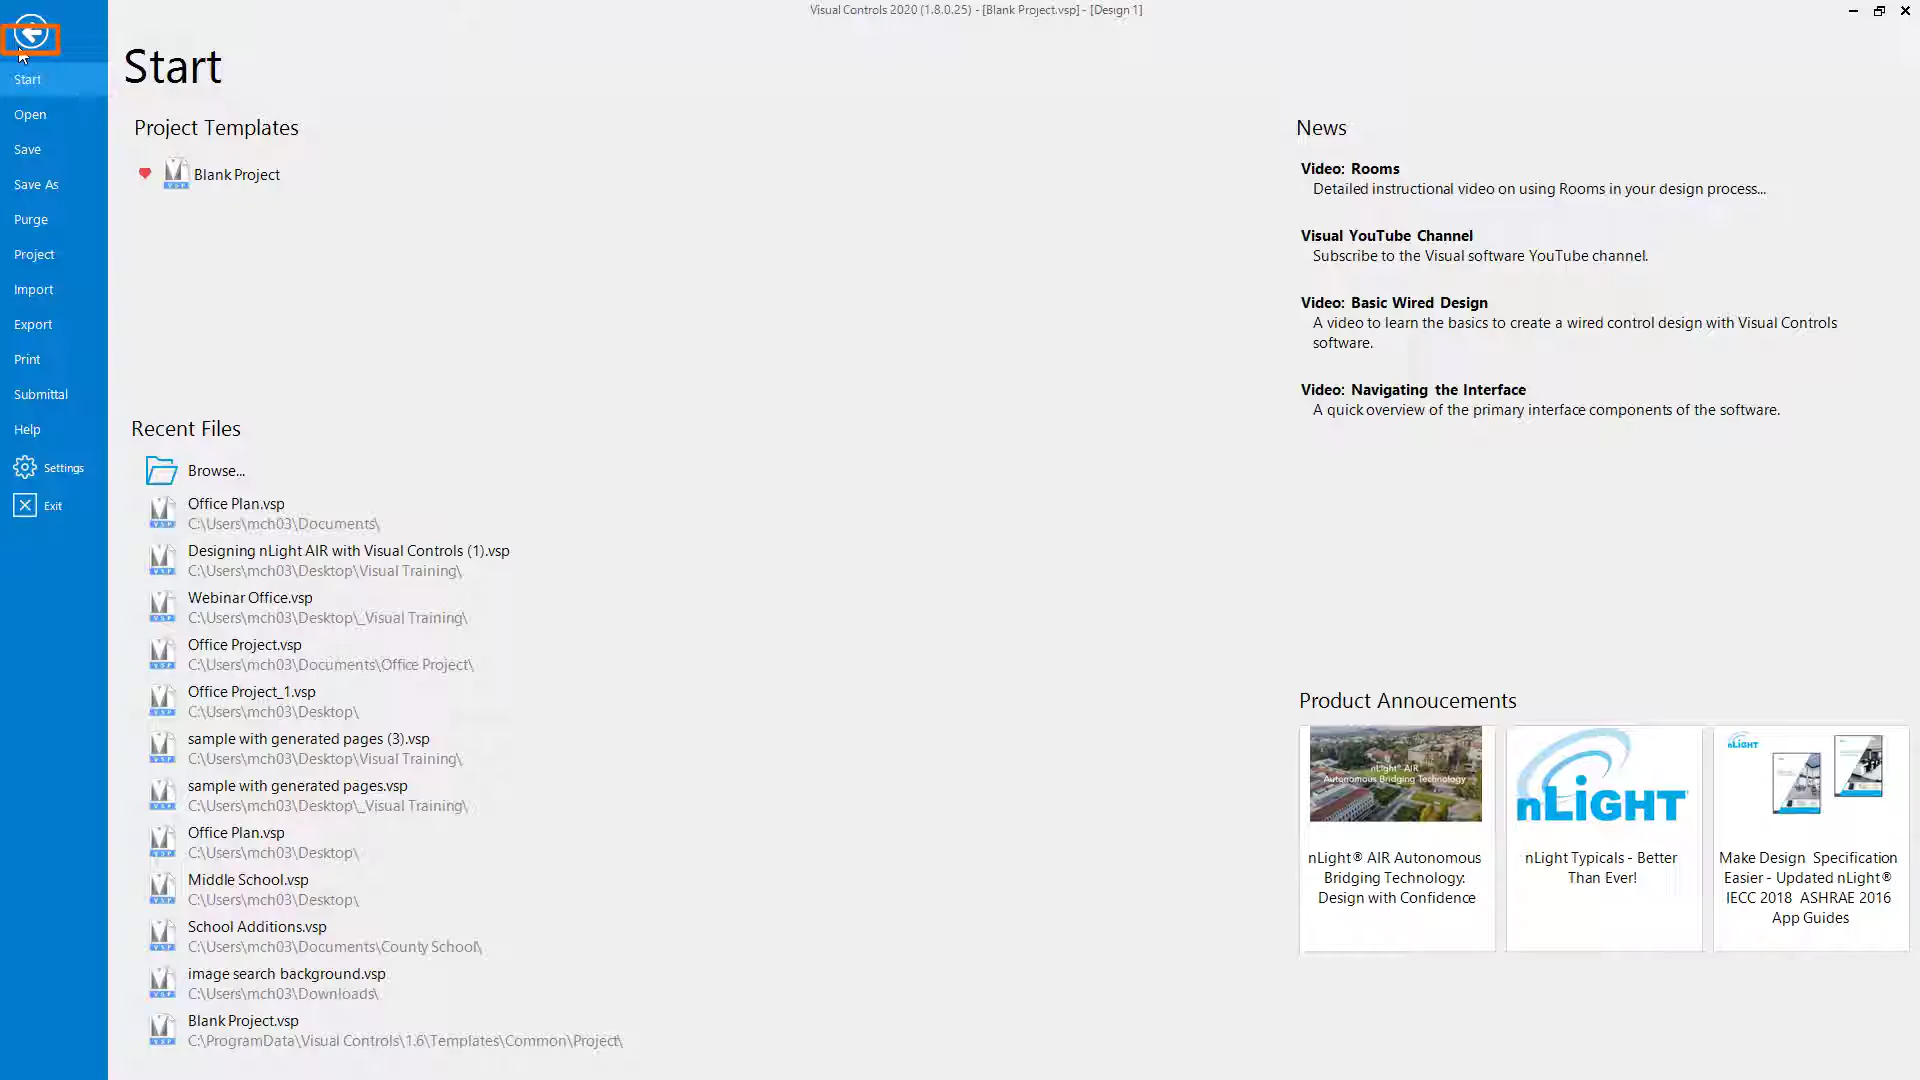 Visual Controls 2020 (1.8.0.25) - [Blank Project.vsp] - [Design 1]
Start
Open
Save
Save As
Purge
Project
Import
Export
Print
Submittal
Help
Settings
Exit
Start
Project Templates
Blank Project
Recent Files
Browse...
Office Plan.vsp
C:\Users\mch03\Documents\
Designing nLight AIR with Visual Controls (1).vsp
C:\Users\mch03\Desktop\Visual Training\
Webinar Office.vsp
C:\Users\mch03\Desktop\_Visual Training\
Office Project.vsp
C:\Users\mch03\Documents\Office Project\
Office Project_1.vsp
C:\Users\mch03\Desktop\
sample with generated pages (3).vsp
C:\Users\mch03\Desktop\Visual Training\
sample with generated pages.vsp
C:\Users\mch03\Desktop\_Visual Training\
Office Plan.vsp
C:\Users\mch03\Desktop\
Middle School.vsp
C:\Users\mch03\Desktop\
School Additions.vsp
C:\Users\mch03\Documents\County School\
image search background.vsp
C:\Users\mch03\Downloads\
Blank Project.vsp
C:\ProgramData\Visual Controls\1.6\Templates\Common\Project\
News
Video: Rooms
Detailed instructional video on using Rooms in your design process...
Visual YouTube Channel
Subscribe to the Visual software YouTube channel.
Video: Basic Wired Design
A video to learn the basics to create a wired control design with Visual Controls
software.
Video: Navigating the Interface
A quick overview of the primary interface components of the software.
Product Annoucements
nLight® AIR
Autonomous Bridging Technology
nLight® AIR Autonomous
Bridging Technology:
Design with Confidence
nLIGHT
nLight Typicals - Better
Than Ever!
nLIGHT
Make Design Specification
Easier - Updated nLight®
IECC 2018 ASHRAE 2016
App Guides